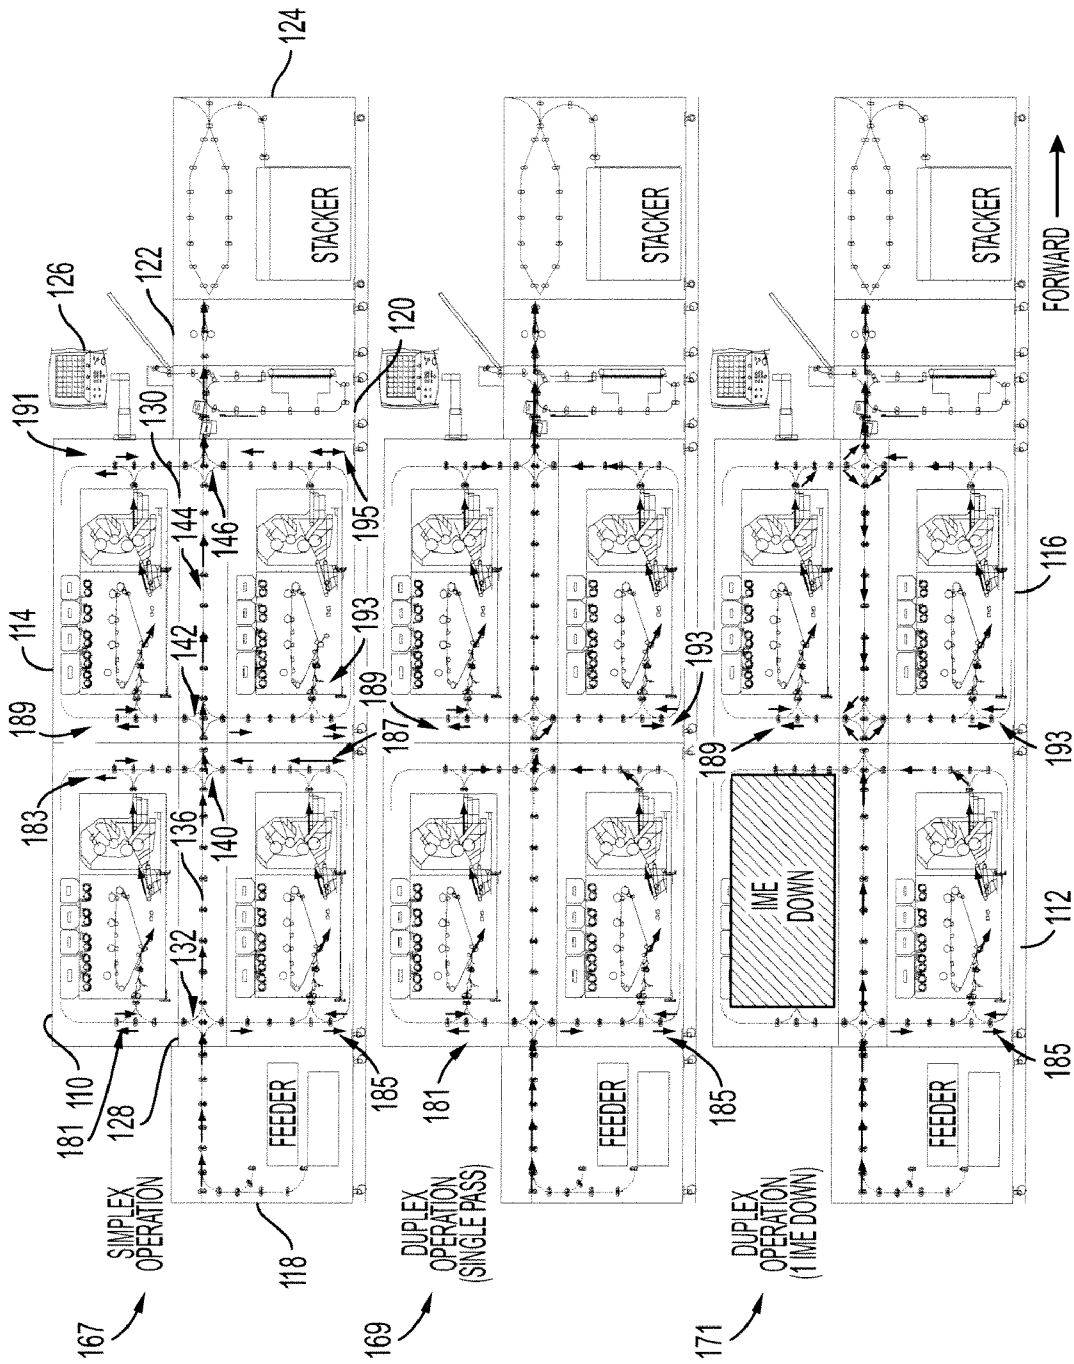 SIMPLEX
OPERATION
167
118
FEEDER
110
181
128
132
136
140
183
185
187
189
114
142
144
130
146
191
193
195
126
122
120
124
STACKER
DUPLEX
OPERATION
(SINGLE PASS)
169
FEEDER
181
185
189
193
STACKER
DUPLEX
OPERATION
(1 IME DOWN)
171
FEEDER
IME
DOWN
185
112
189
193
116
STACKER
FORWARD